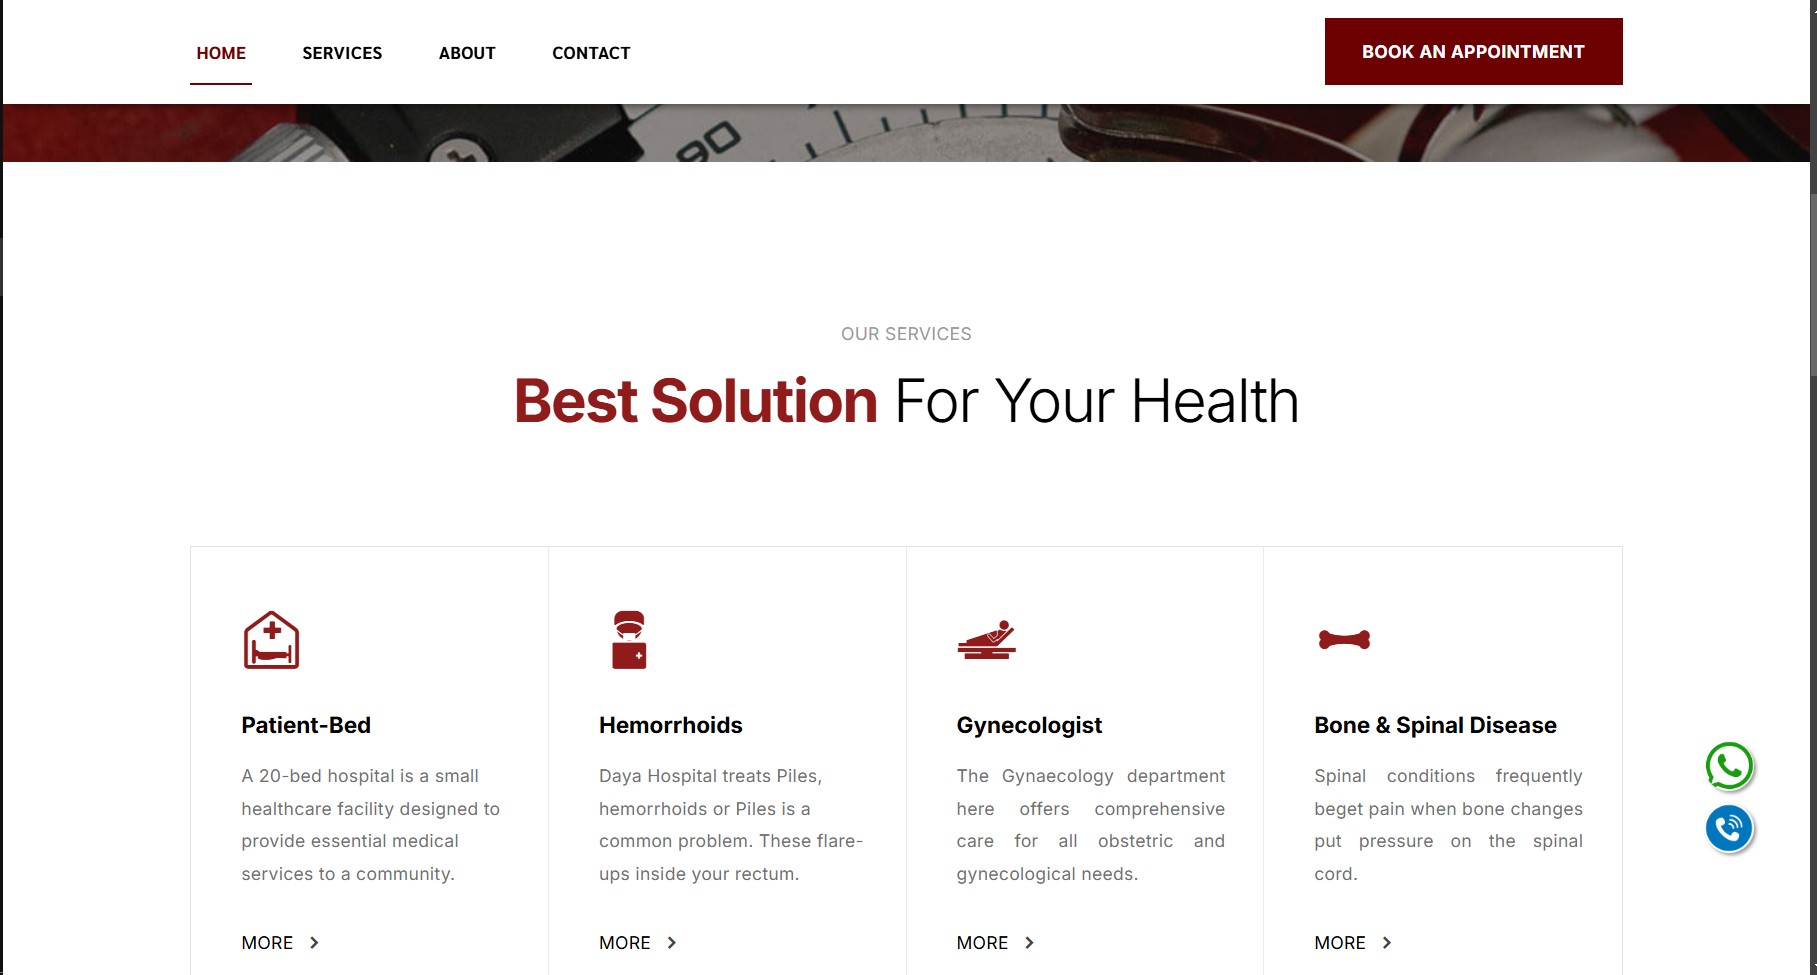 HOME SERVICES ABOUT CONTACT
BOOK AN APPOINTMENT
90
OUR SERVICES
Best Solution For Your Health
Patient-Bed
A 20-bed hospital is a small
healthcare facility designed to
provide essential medical
services to a community.
MORE
Hemorrhoids
Daya Hospital treats Piles,
hemorrhoids or Piles is a
common problem. These flare-
ups inside your rectum.
MORE
Gynecologist
The Gynaecology department
here offers comprehensive
care for all obstetric and
gynecological needs.
MORE
Bone & Spinal Disease
Spinal conditions frequently
beget pain when bone changes
put pressure on the spinal
cord.
MORE